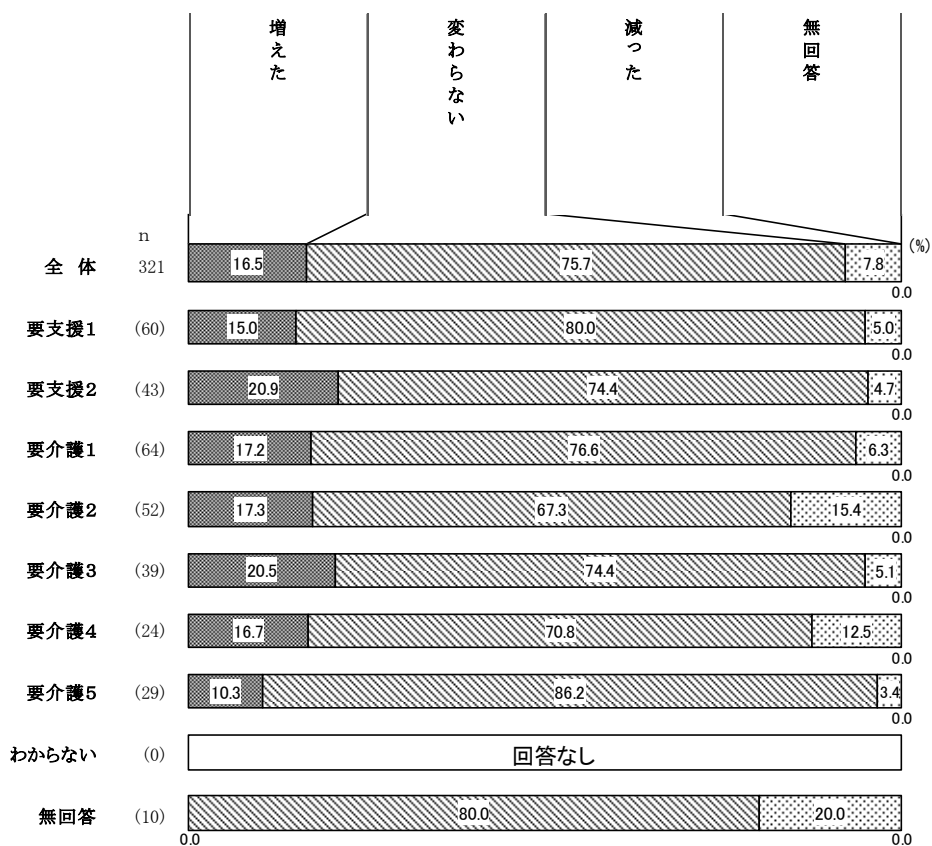 増えた
変わらない
減った
無回答
n
(%)
全 体 321 16.5 75.7 7.8
0.0
要支援1 (60) 15.0 80.0 5.0
0.0
要支援2 (43) 20.9 74.4 4.7
0.0
要介護1 (64) 17.2 76.6 6.3
0.0
要介護2 (52) 17.3 67.3 15.4
0.0
要介護3 (39) 20.5 74.4 5.1
0.0
要介護4 (24) 16.7 70.8 12.5
0.0
要介護5 (29) 10.3 86.2 3.4
0.0
わからない (0) 回答なし
無回答 (10) 80.0 20.0
0.0 0.0